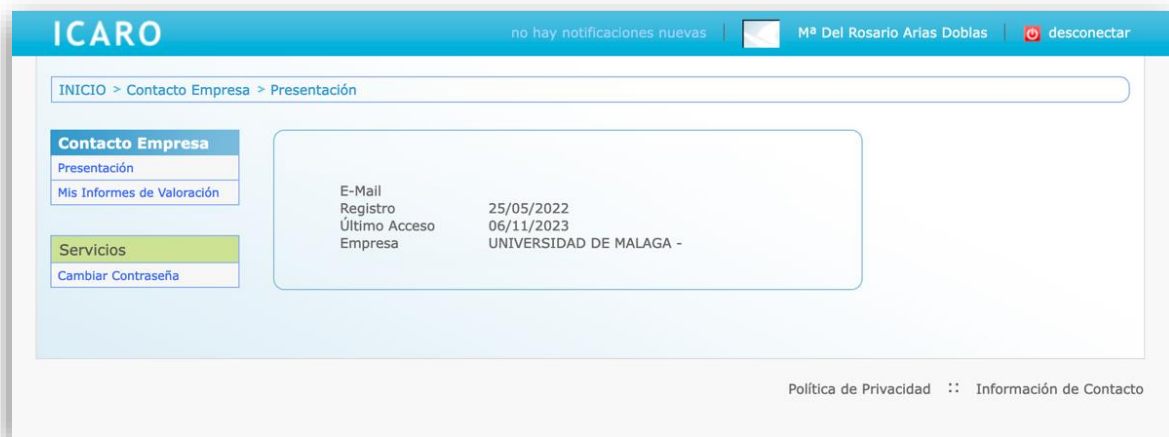 ICARO
no hay notificaciones nuevas
Mª Del Rosario Arias Doblas
desconectar
INICIO > Contacto Empresa > Presentación
Contacto Empresa
Presentación
Mis Informes de Valoración
Servicios
Cambiar Contraseña
E-Mail
Registro 25/05/2022
Último Acceso 06/11/2023
Empresa UNIVERSIDAD DE MALAGA -
Política de Privacidad :: Información de Contacto